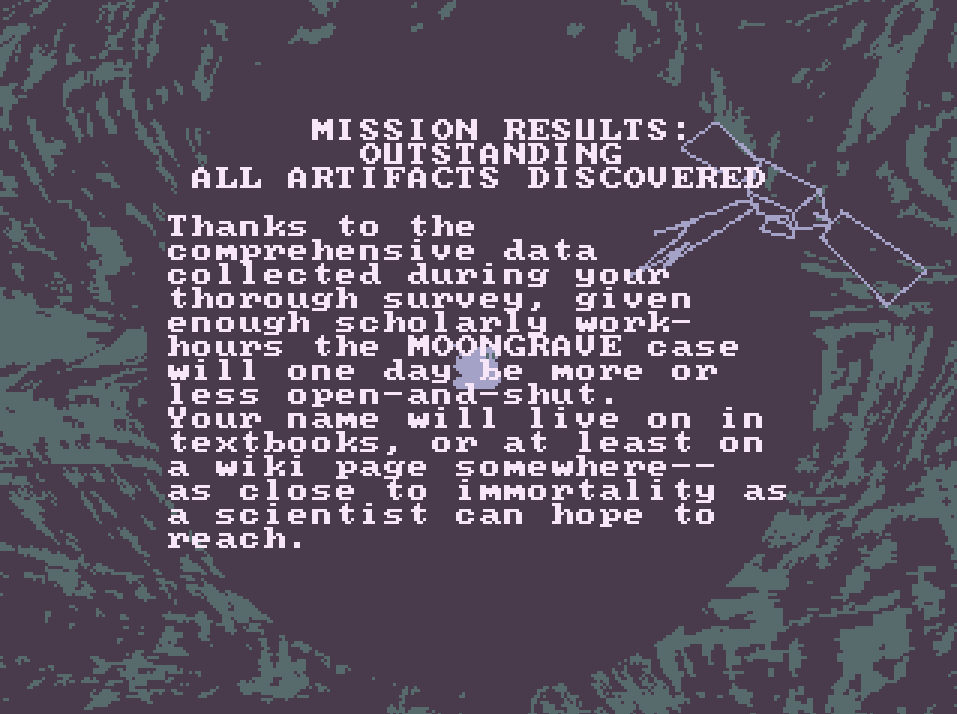 MISSION RESULTS:
OUTSTANDING
ALL ARTIFACTS DISCOVERED
Thanks to the
comprehensive data
collected during your
thorough survey, given
enough scholarly work-
hours the MOONGRAVE case
will one day be more or
less open-and-shut.
Your name will live on in
textbooks, or at least on
a wiki page somewhere--
as close to immortality as
a scientist can hope to
reach.